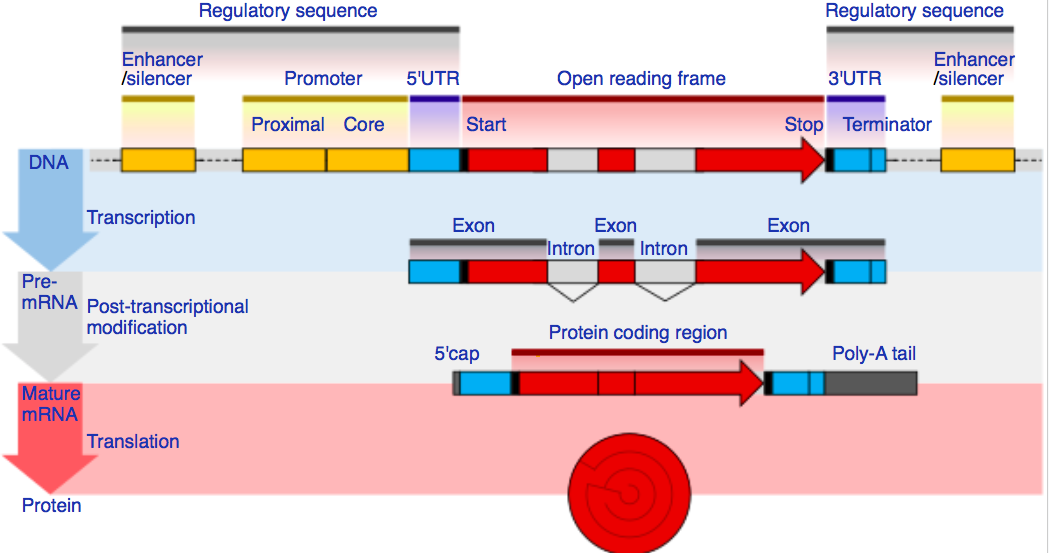 Regulatory sequence
Regulatory sequence
Enhancer
/silencer
Promoter
5'UTR
Open reading frame
3'UTR
Enhancer
/silencer
Proximal
Core
Start
Stop
Terminator
DNA
Transcription
Exon
Exon
Exon
Intron
Intron
Pre-
mRNA
Post-transcriptional
modification
Protein coding region
5'cap
Poly-A tail
Mature
mRNA
Translation
Protein